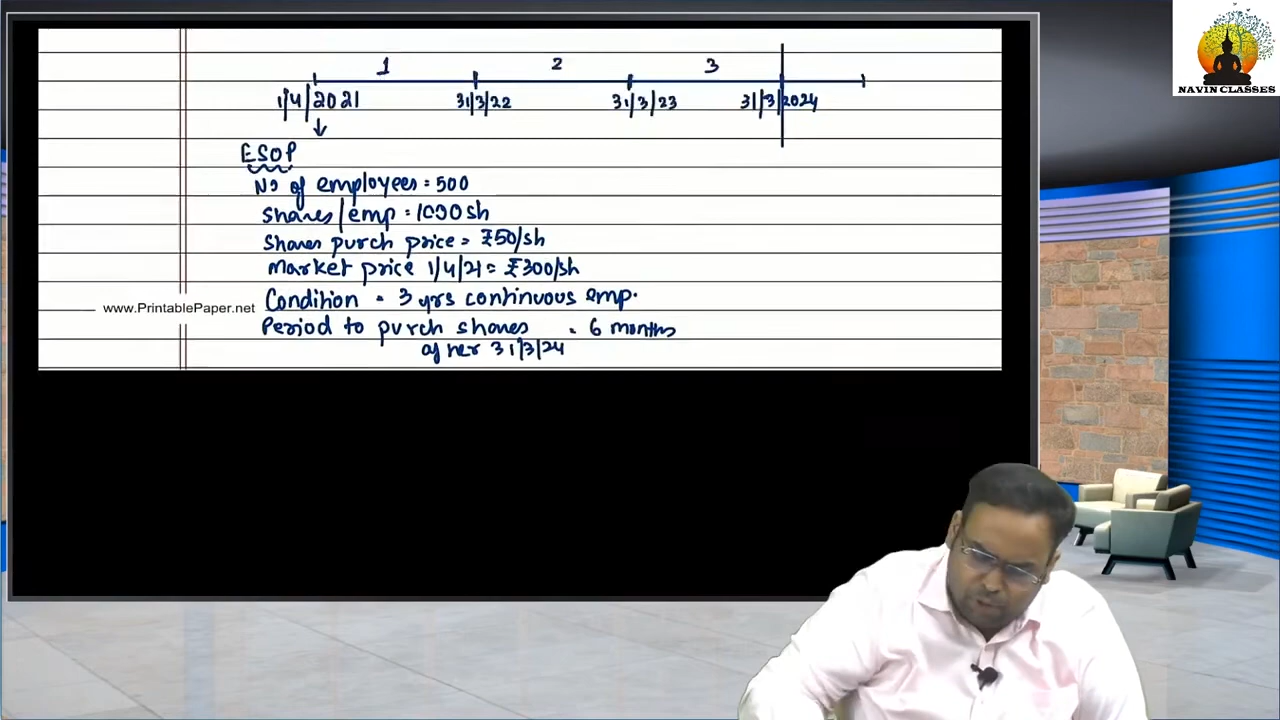 1 2 3
1/4/2021 31/3/22 31/3/23 31/3/2024
ESOP
No of employees = 500
Shares/emp = 1000 sh
Shares purch price = ₹50/sh
Market price 1/4/21 = ₹300/sh
Condition = 3 yrs continuous emp.
www.PrintablePaper.net
Period to purch shares = 6 months
after 31/3/24
NAVIN CLASSES